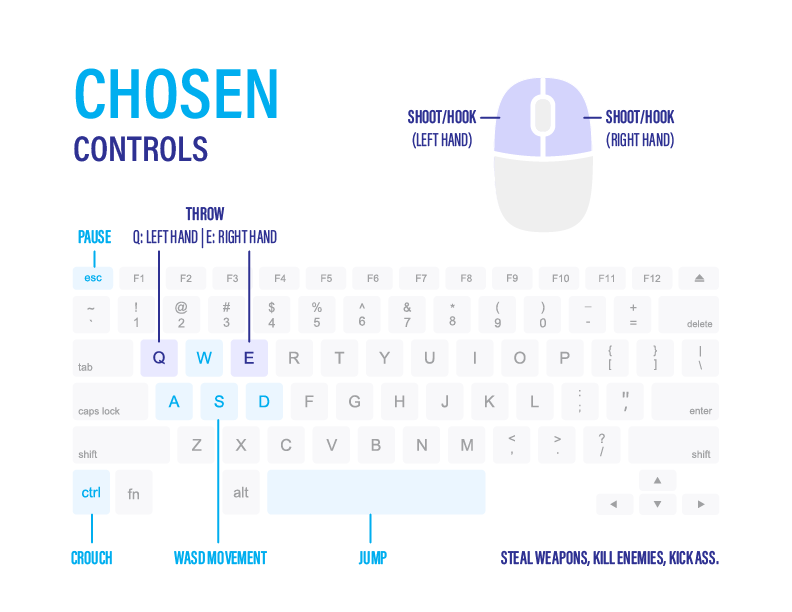 CHOSEN
CONTROLS
SHOOT/HOOK
(LEFT HAND)
SHOOT/HOOK
(RIGHT HAND)
THROW
PAUSE
Q: LEFT HAND | E: RIGHT HAND
esc F1 F2 F3 F4 F5 F6 F7 F8 F9 F10 F11 F12
~ ! @ # $ % ^ & * ( ) _ +
` 1 2 3 4 5 6 7 8 9 0 - = delete
tab Q W E R T Y U I O P { [ } ] | \
caps lock A S D F G H J K L : ; " ' enter
shift Z X C V B N M < , > . ? / shift
ctrl fn alt
CROUCH
WASD MOVEMENT
JUMP
STEAL WEAPONS, KILL ENEMIES, KICK ASS.